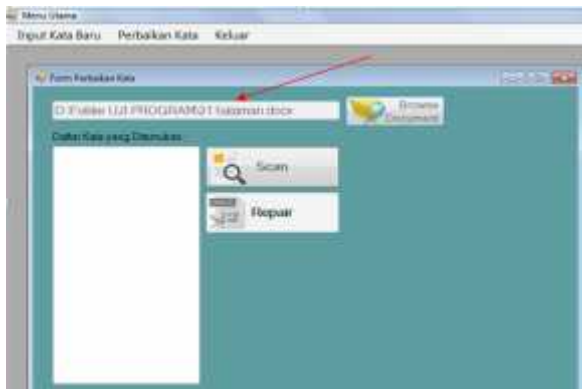 Menu Utama
Input Kata Baru Perbaikan Kata Keluar
Form Perbaikan Kata
Browse
Document
Daftar Kata yang Ditemukan
Scan
Repair